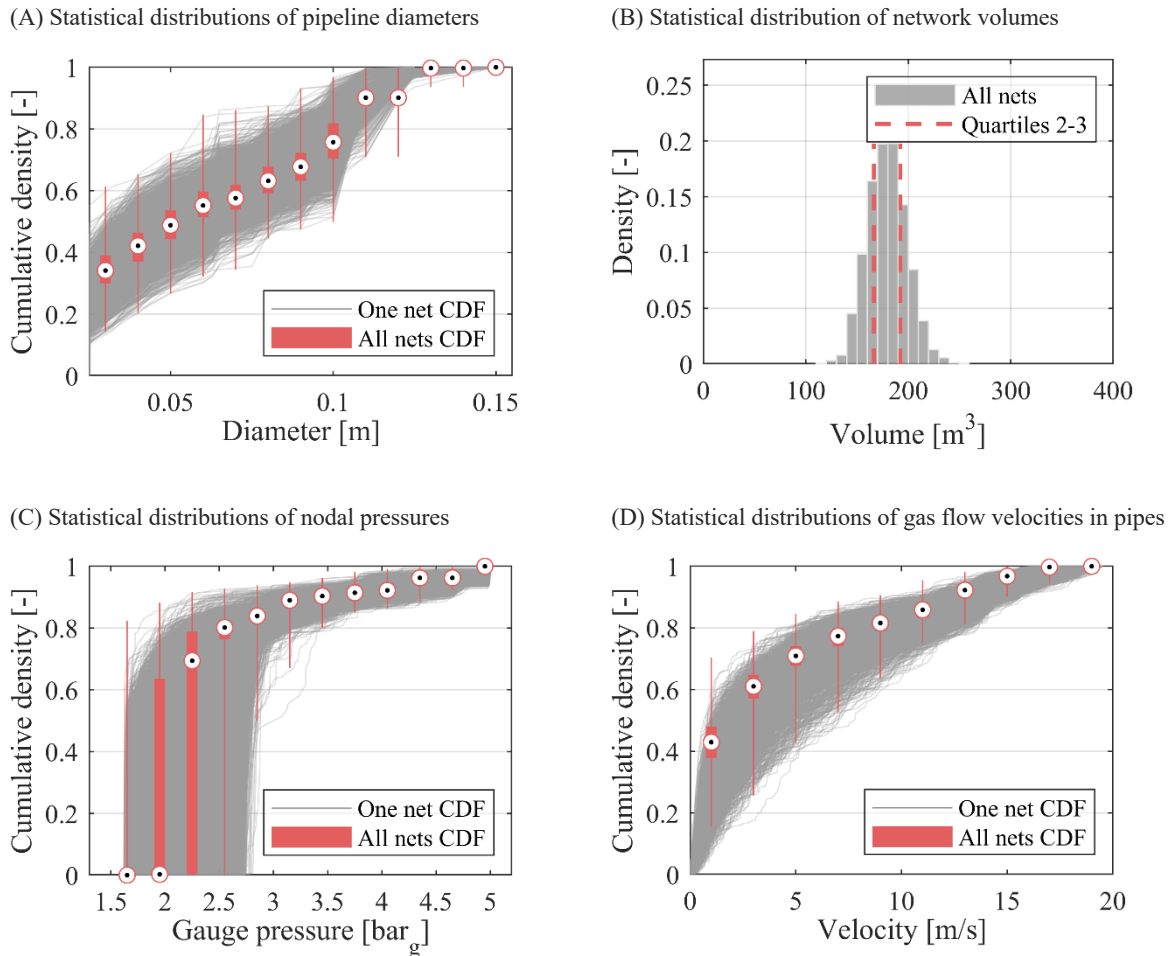 (A) Statistical distributions of pipeline diameters
Cumulative density [-]
1
0.8
0.6
0.4
0.2
0
One net CDF
All nets CDF
0.05
0.1
0.15
Diameter [m]
(B) Statistical distribution of network volumes
Density [-]
0.25
0.2
0.15
0.1
0.05
0
All nets
Quartiles 2-3
0
100
200
300
400
Volume [m³]
(C) Statistical distributions of nodal pressures
Cumulative density [-]
1
0.8
0.6
0.4
0.2
0
One net CDF
All nets CDF
1.5
2
2.5
3
3.5
4
4.5
5
Gauge pressure [bar_g]
(D) Statistical distributions of gas flow velocities in pipes
Cumulative density [-]
1
0.8
0.6
0.4
0.2
0
One net CDF
All nets CDF
0
5
10
15
20
Velocity [m/s]